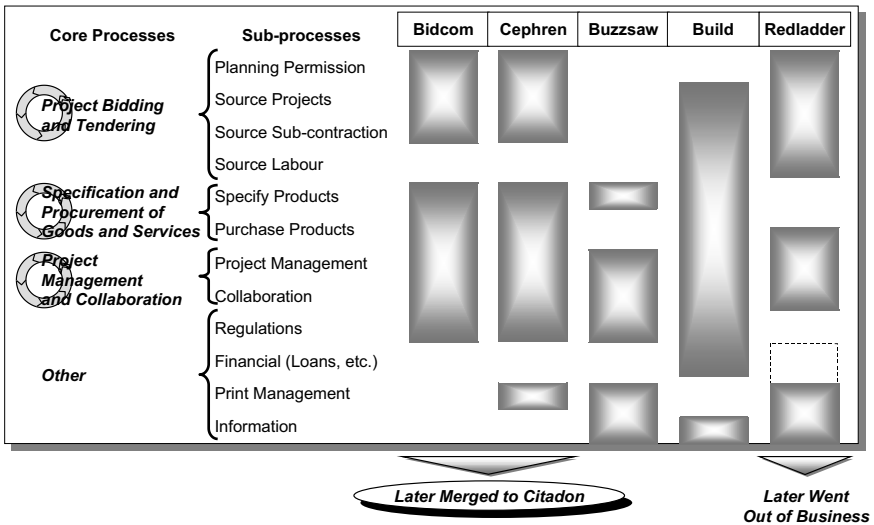 Core Processes
Sub-processes
Bidcom
Cephren
Buzzsaw
Build
Redladder
Project Bidding
and Tendering
Planning Permission
Source Projects
Source Sub-contraction
Source Labour
Specification and
Procurement of
Goods and Services
Specify Products
Purchase Products
Project
Management
and Collaboration
Project Management
Collaboration
Other
Regulations
Financial (Loans, etc.)
Print Management
Information
Later Merged to Citadon
Later Went
Out of Business